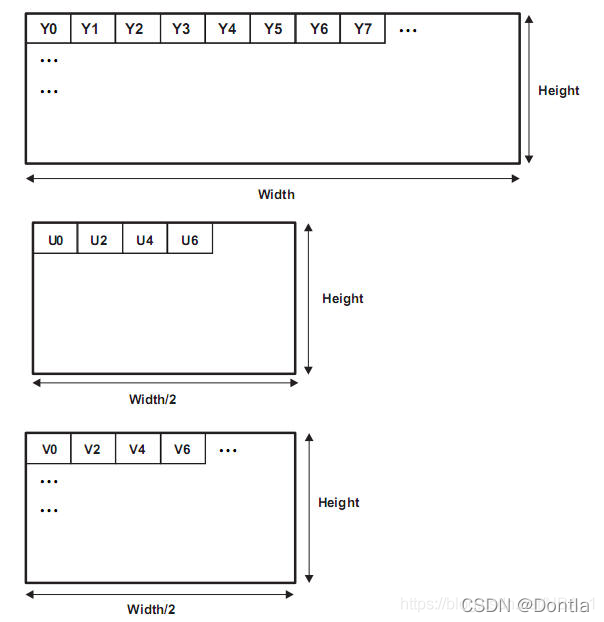 Y0 Y1 Y2 Y3 Y4 Y5 Y6 Y7 ...
...
...
Height
Width
U0 U2 U4 U6
Height
Width/2
V0 V2 V4 V6 ...
...
...
Height
Width/2
CSDN @Dontla